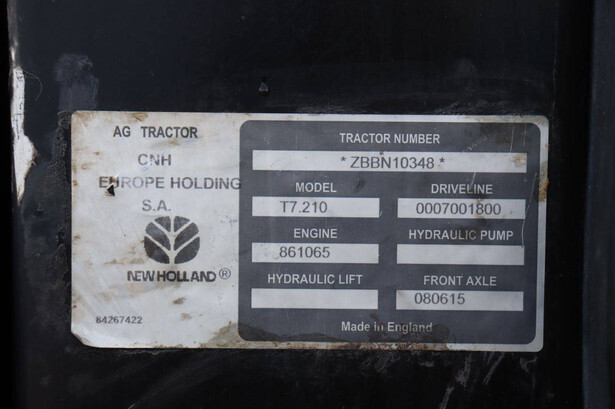 AG TRACTOR
CNH
EUROPE HOLDING
S.A.
NEW HOLLAND®
84267422
TRACTOR NUMBER
*ZBBN10348*
MODEL
T7.210
DRIVELINE
0007001800
ENGINE
861065
HYDRAULIC PUMP
HYDRAULIC LIFT
FRONT AXLE
080615
Made in England